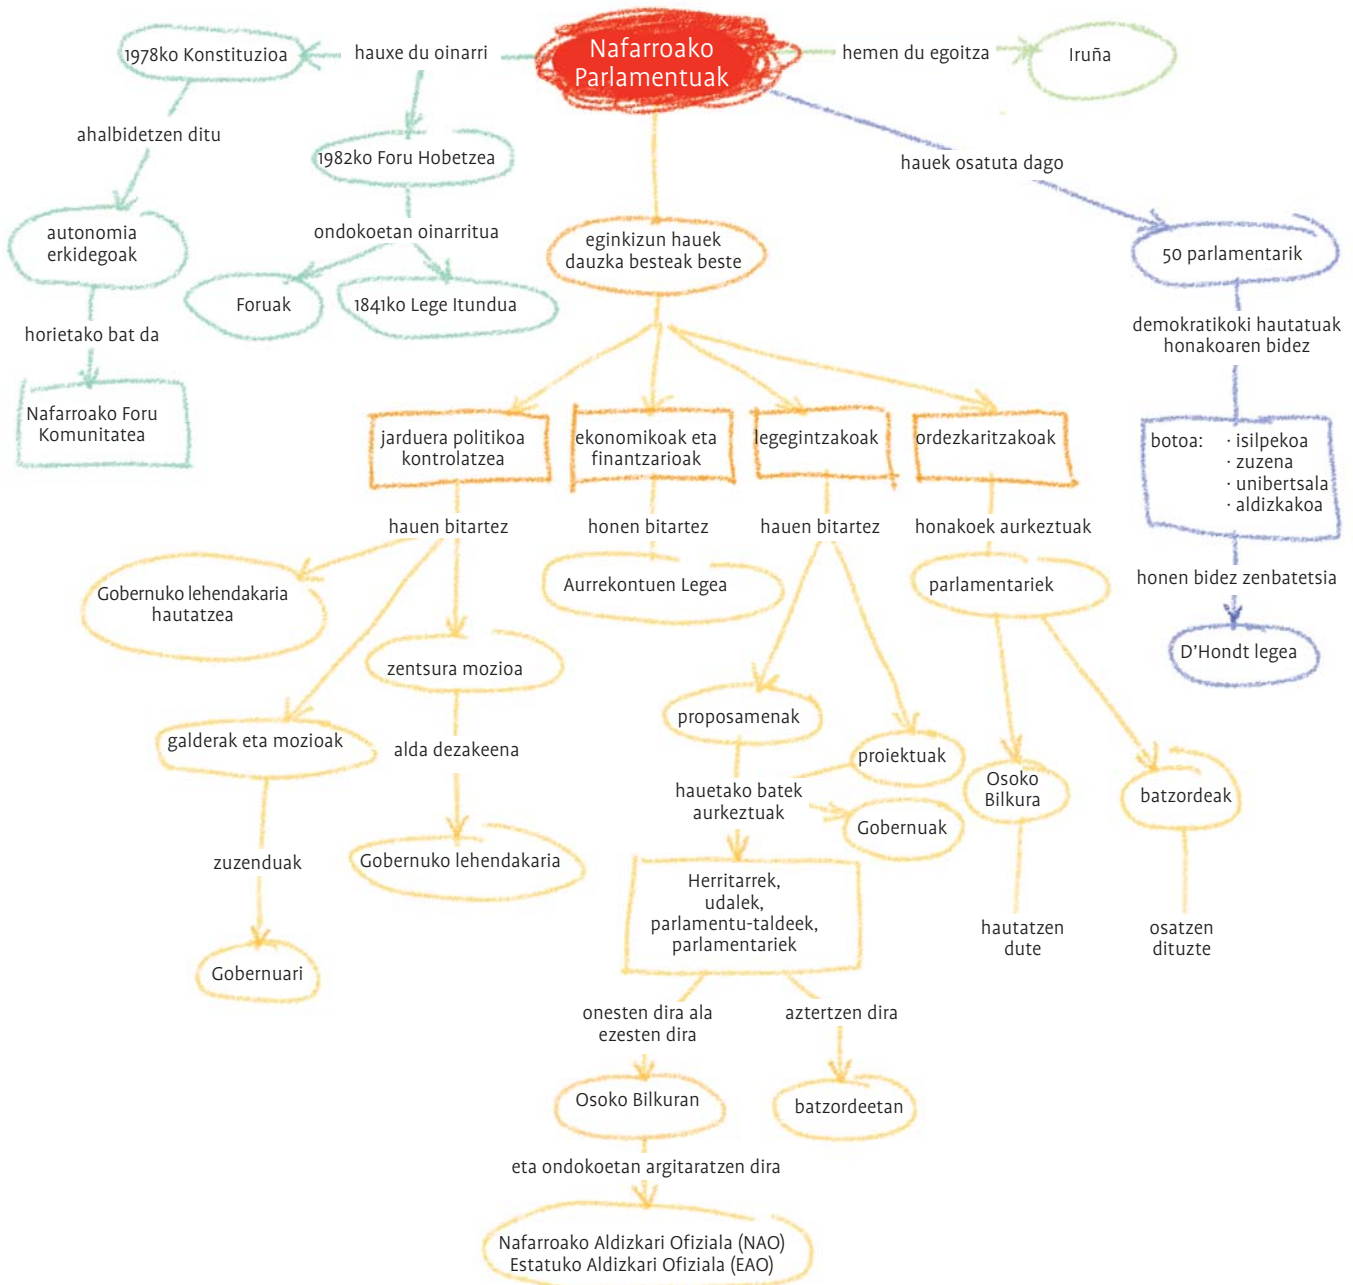 Nafarroako
Parlamentuak
1978ko Konstituzioa
hauxe du oinarri
hemen du egoitza
Iruña
ahalbidetzen ditu
1982ko Foru Hobetzea
hauek osatuta dago
autonomia
erkidegoak
ondokoetan oinarritua
eginkizun hauek
dauzka besteak beste
50 parlamentarik
Foruak
1841ko Lege Itundua
horietako bat da
demokratikoki hautatuak
honakoaren bidez
Nafarroako Foru
Komunitatea
jarduera politikoa
kontrolatzea
ekonomikoak eta
finantzarioak
legegintzakoak
ordezkaritzakoak
botoa:
· isilpekoa
· zuzena
· unibertsala
· aldizkakoa
hauen bitartez
honen bitartez
hauen bitartez
honakoek aurkeztuak
honen bidez zenbatetsia
Gobernuko lehendakaria
hautatzea
Aurrekontuen Legea
parlamentariek
D'Hondt legea
zentsura mozioa
proposamenak
galderak eta mozioak
alda dezakeena
proiektuak
Osoko
Bilkura
batzordeak
hauetako batek
aurkeztuak
Gobernuak
zuzenduak
Gobernuko lehendakaria
Herritarrek,
udalek,
parlamentu-taldeek,
parlamentariek
hautatzen
dute
osatzen
dituzte
Gobernuari
onesten dira ala
ezesten dira
aztertzen dira
Osoko Bilkuran
batzordeetan
eta ondokoetan argitaratzen dira
Nafarroako Aldizkari Ofiziala (NAO)
Estatuko Aldizkari Ofiziala (EAO)